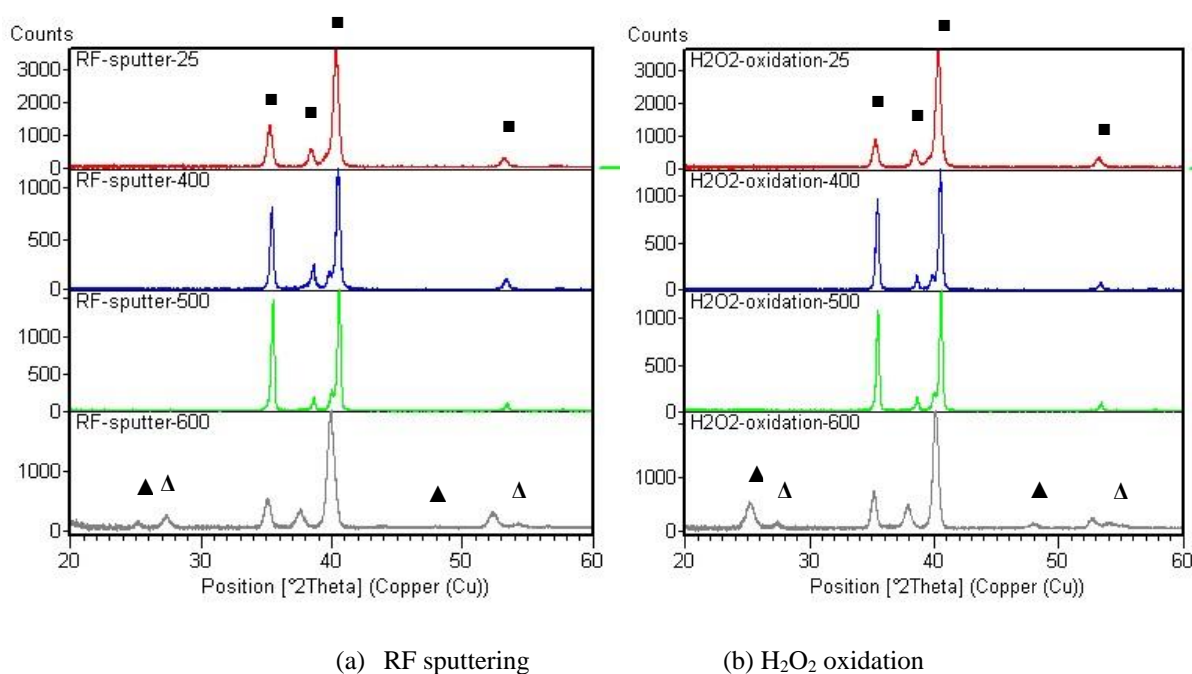 Counts
RF-sputter-25
3000
2000
1000
0
RF-sputter-400
1000
500
0
RF-sputter-500
1000
500
0
RF-sputter-600
1000
0
20 30 40 50 60
Position [°2Theta] (Copper (Cu))
Counts
H2O2-oxidation-25
3000
2000
1000
0
H2O2-oxidation-400
1000
500
0
H2O2-oxidation-500
1000
500
0
H2O2-oxidation-600
1000
0
20 30 40 50 60
Position [°2Theta] (Copper (Cu))
(a) RF sputtering
(b) H₂O₂ oxidation